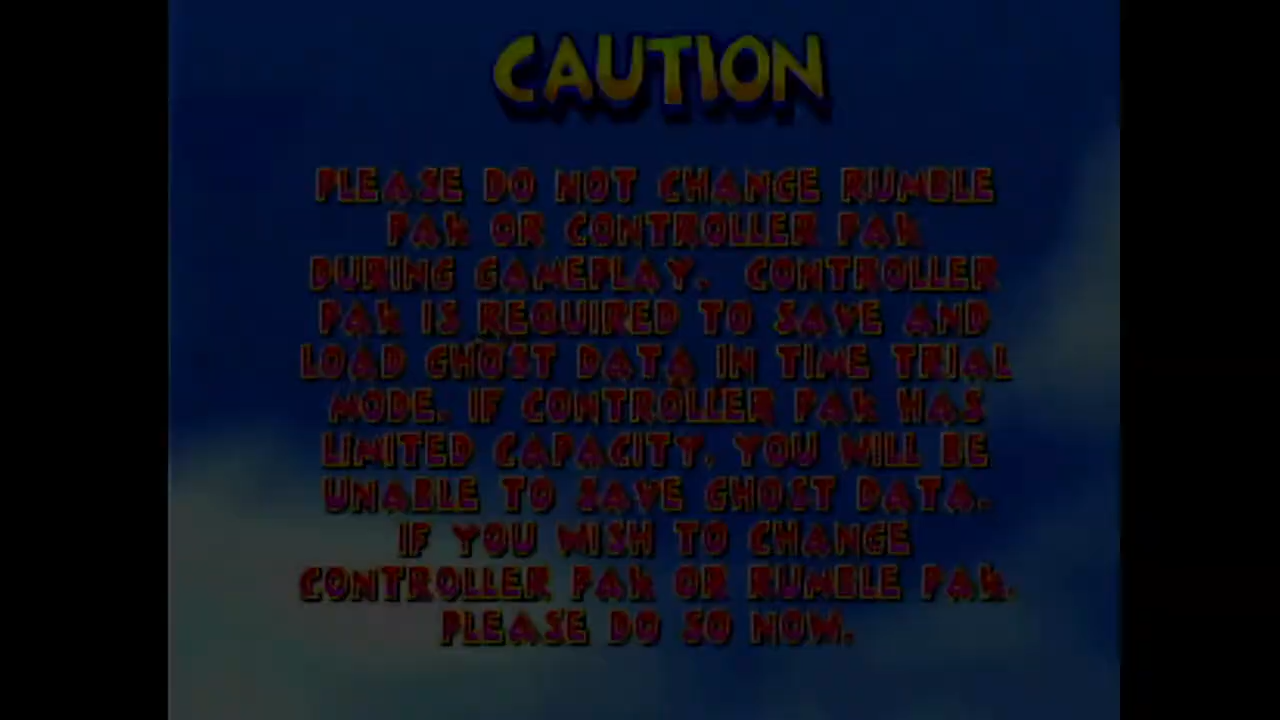 CAUTION
PLEASE DO NOT CHANGE RUMBLE
PAK OR CONTROLLER PAK
DURING GAMEPLAY. CONTROLLER
PAK IS REQUIRED TO SAVE AND
LOAD GHOST DATA IN TIME TRIAL
MODE. IF CONTROLLER PAK HAS
LIMITED CAPACITY, YOU WILL BE
UNABLE TO SAVE GHOST DATA.
IF YOU WISH TO CHANGE
CONTROLLER PAK OR RUMBLE PAK,
PLEASE DO SO NOW.